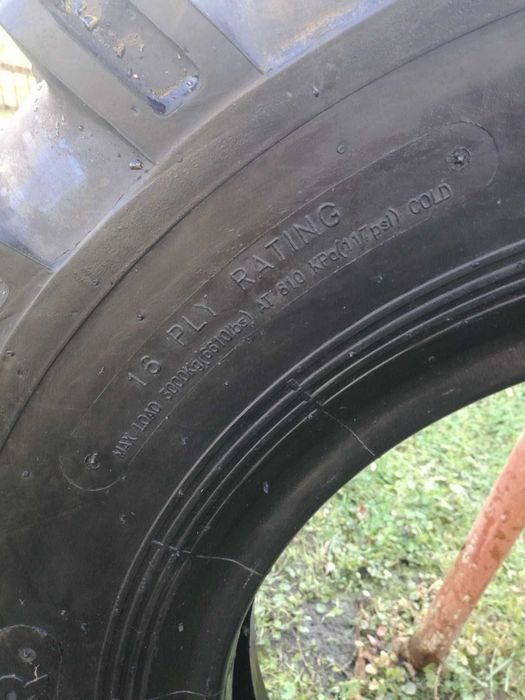 16 PLY RATING
MAX LOAD 3000kg(6610lbs) AT 810 KPa(117psi) COLD